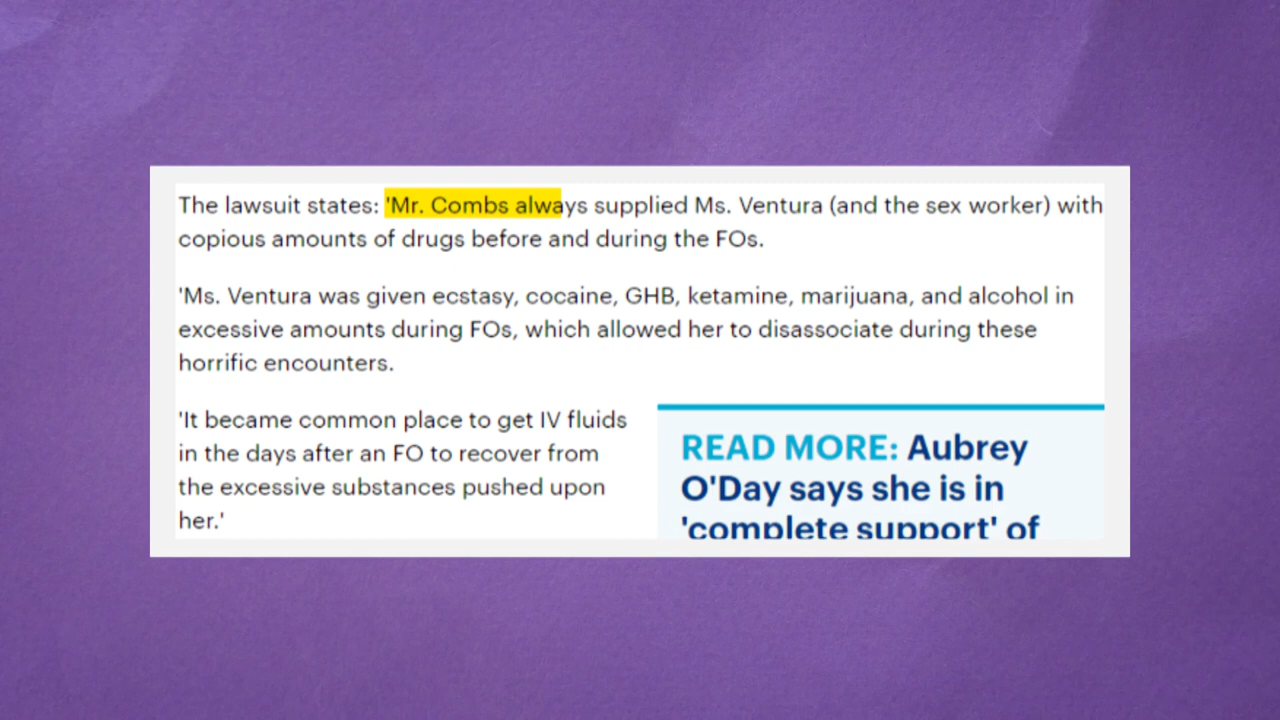 The lawsuit states: 'Mr. Combs always supplied Ms. Ventura (and the sex worker) with
copious amounts of drugs before and during the FOs.
'Ms. Ventura was given ecstasy, cocaine, GHB, ketamine, marijuana, and alcohol in
excessive amounts during FOs, which allowed her to disassociate during these
horrific encounters.
'It became common place to get IV fluids
in the days after an FO to recover from
the excessive substances pushed upon
her.'
READ MORE: Aubrey
O'Day says she is in
'complete support' of